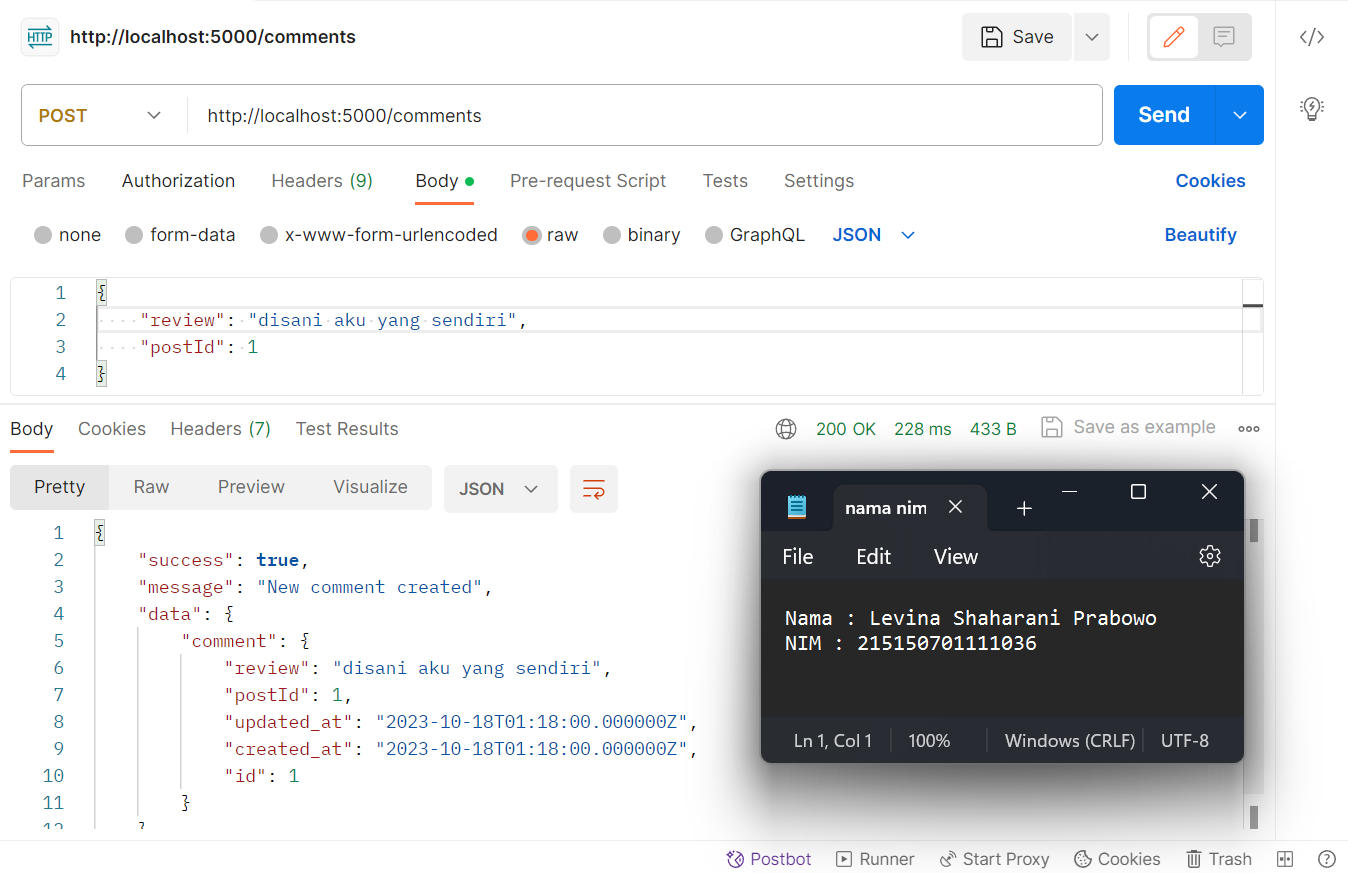 HTTP http://localhost:5000/comments Save
POST http://localhost:5000/comments Send
Params Authorization Headers (9) Body Pre-request Script Tests Settings Cookies
none form-data x-www-form-urlencoded raw binary GraphQL JSON Beautify
1 {
2 ····"review":·"disani·aku·yang·sendiri",
3 ····"postId":·1
4 }
Body Cookies Headers (7) Test Results 200 OK 228 ms 433 B Save as example
Pretty Raw Preview Visualize JSON
1 {
2 "success": true,
3 "message": "New comment created",
4 "data": {
5 "comment": {
6 "review": "disani aku yang sendiri",
7 "postId": 1,
8 "updated_at": "2023-10-18T01:18:00.000000Z",
9 "created_at": "2023-10-18T01:18:00.000000Z",
10 "id": 1
11 }
12 }
nama nim
File Edit View
Nama : Levina Shaharani Prabowo
NIM : 215150701111036
Ln 1, Col 1 100% Windows (CRLF) UTF-8
Postbot Runner Start Proxy Cookies Trash